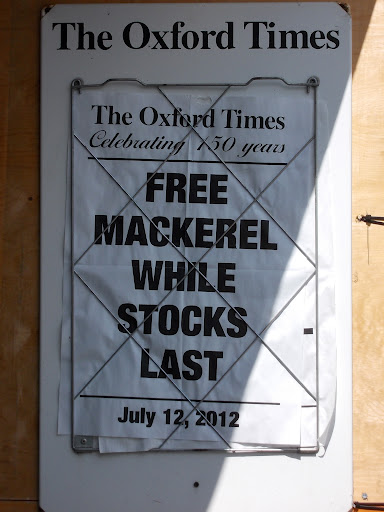 The Oxford Times
The Oxford Times
Celebrating 150 years
FREE
MACKEREL
WHILE
STOCKS
LAST
July 12, 2012